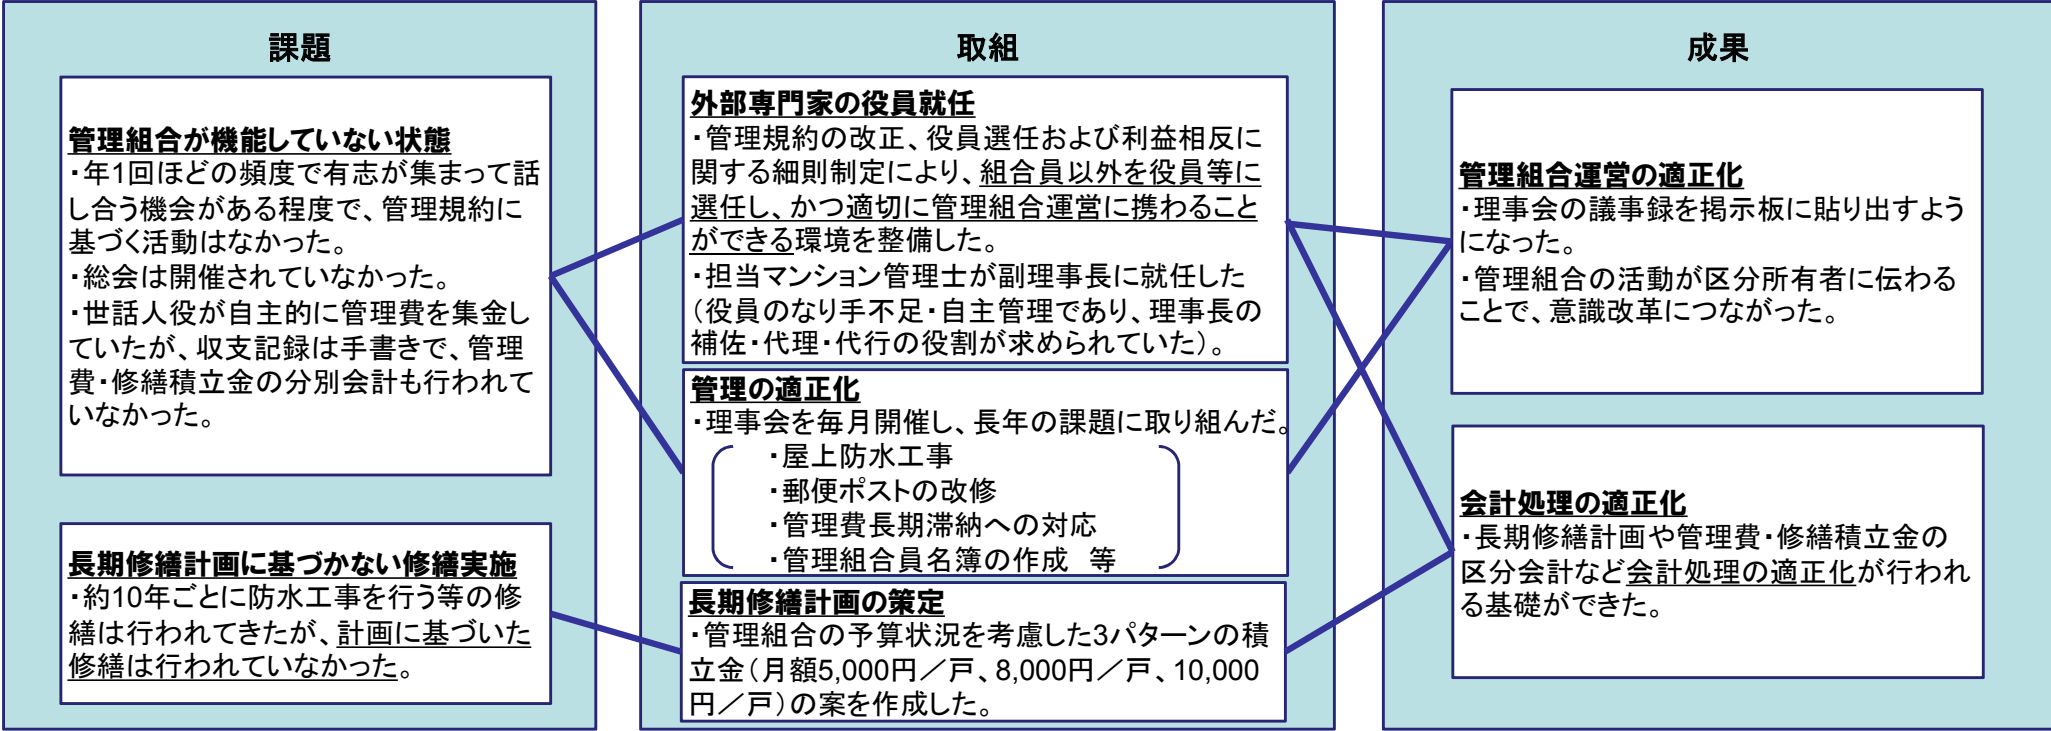 課題
管理組合が機能していない状態
・年1回ほどの頻度で有志が集まって話
し合う機会がある程度で、管理規約に
基づく活動はなかった。
・総会は開催されていなかった。
・世話人役が自主的に管理費を集金し
ていたが、収支記録は手書きで、管理
費・修繕積立金の分別会計も行われて
いなかった。
長期修繕計画に基づかない修繕実施
・約10年ごとに防水工事を行う等の修
繕は行われてきたが、計画に基づいた
修繕は行われていなかった。
取組
外部専門家の役員就任
・管理規約の改正、役員選任および利益相反に
関する細則制定により、組合員以外を役員等に
選任し、かつ適切に管理組合運営に携わること
ができる環境を整備した。
・担当マンション管理士が副理事長に就任した
（役員のなり手不足・自主管理であり、理事長の
補佐・代理・代行の役割が求められていた）。
管理の適正化
・理事会を毎月開催し、長年の課題に取り組んだ。
・屋上防水工事
・郵便ポストの改修
・管理費長期滞納への対応
・管理組合員名簿の作成　等
長期修繕計画の策定
・管理組合の予算状況を考慮した3パターンの積
立金（月額5,000円／戸、8,000円／戸、10,000
円／戸）の案を作成した。
成果
管理組合運営の適正化
・理事会の議事録を掲示板に貼り出すよう
になった。
・管理組合の活動が区分所有者に伝わる
ことで、意識改革につながった。
会計処理の適正化
・長期修繕計画や管理費・修繕積立金の
区分会計など会計処理の適正化が行われ
る基礎ができた。